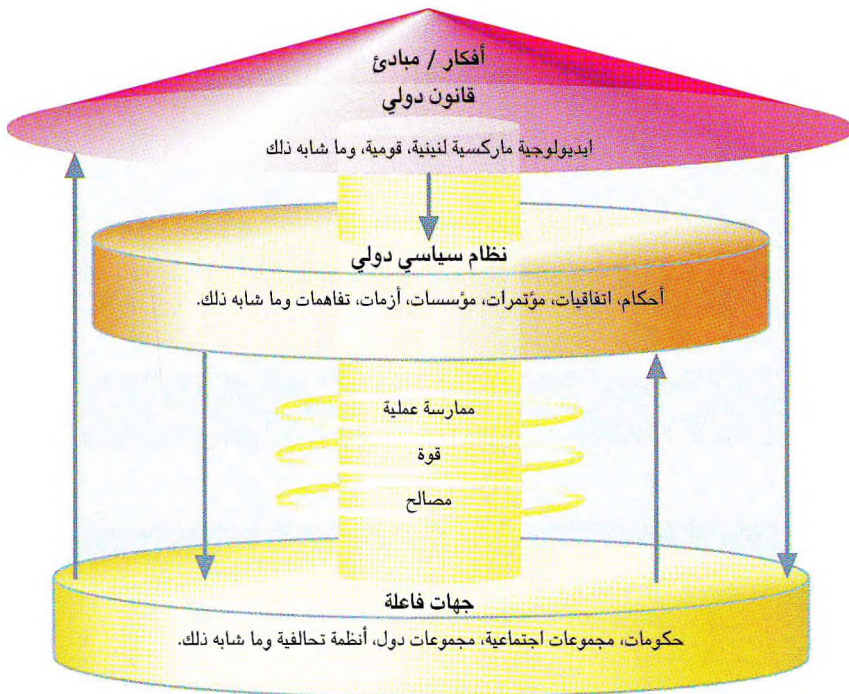 أفكار / مبادئ
قانون دولي
ايديولوجية ماركسية لنينية، قومية، وما شابه ذلك
نظام سياسي دولي
أحكام، اتفاقيات، مؤتمرات، مؤسسات، أزمات، تفاهمات وما شابه ذلك.
ممارسة عملية
قوة
مصالح
جهات فاعلة
حكومات، مجموعات اجتماعية، مجموعات دول، أنظمة تحالفية وما شابه ذلك.